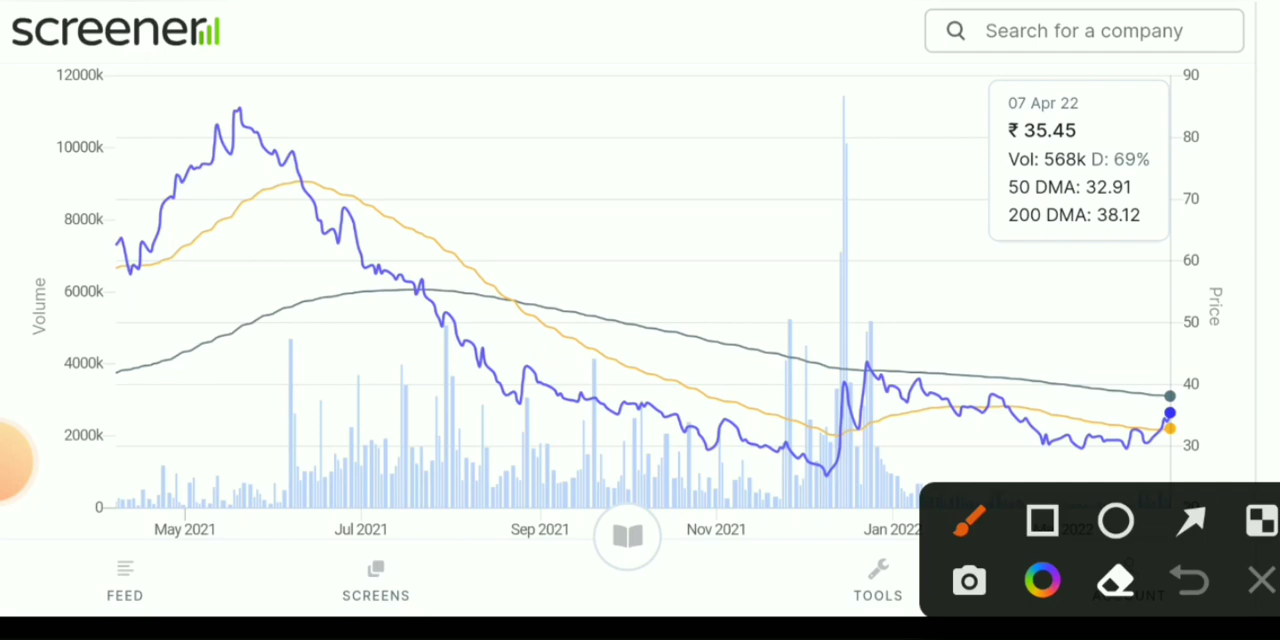 screener
Search for a company
12000k
10000k
8000k
6000k
4000k
2000k
0
Volume
90
80
70
60
50
40
30
Price
07 Apr 22
₹ 35.45
Vol: 568k D: 69%
50 DMA: 32.91
200 DMA: 38.12
May 2021
Jul 2021
Sep 2021
Nov 2021
Jan 2022
2022
FEED
SCREENS
TOOLS